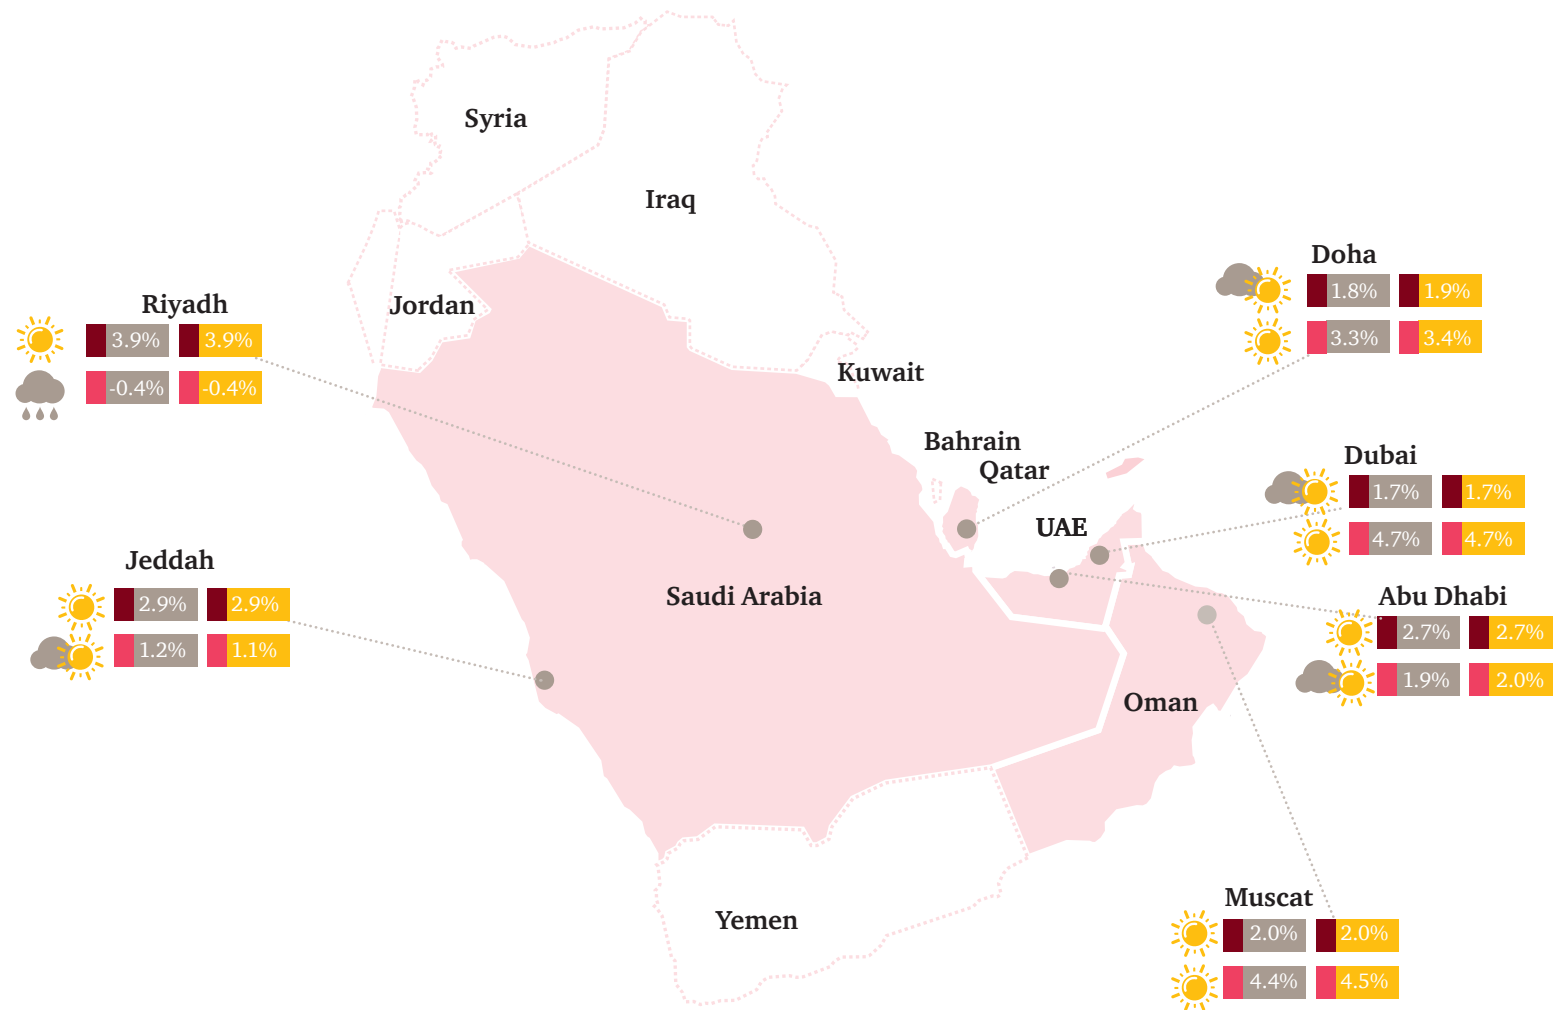 Syria
Iraq
Jordan
Kuwait
Bahrain
Qatar
UAE
Saudi Arabia
Oman
Yemen
Riyadh
3.9% 3.9%
-0.4% -0.4%
Jeddah
2.9% 2.9%
1.2% 1.1%
Doha
1.8% 1.9%
3.3% 3.4%
Dubai
1.7% 1.7%
4.7% 4.7%
Abu Dhabi
2.7% 2.7%
1.9% 2.0%
Muscat
2.0% 2.0%
4.4% 4.5%